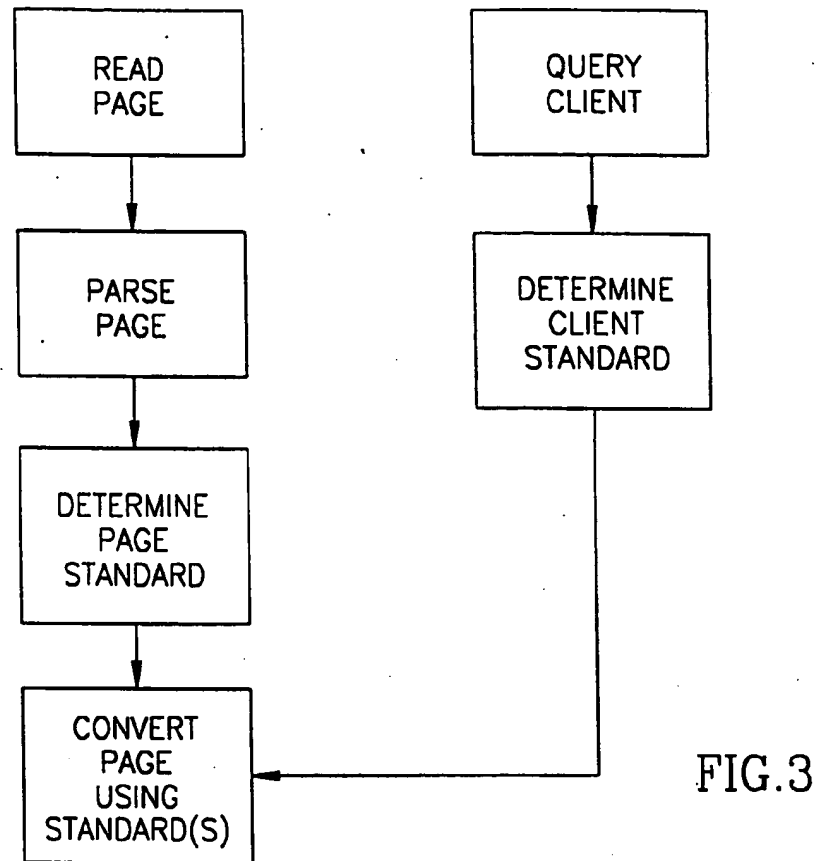 READ
PAGE
QUERY
CLIENT
PARSE
PAGE
DETERMINE
CLIENT
STANDARD
DETERMINE
PAGE
STANDARD
CONVERT
PAGE
USING
STANDARD(S)
FIG.3